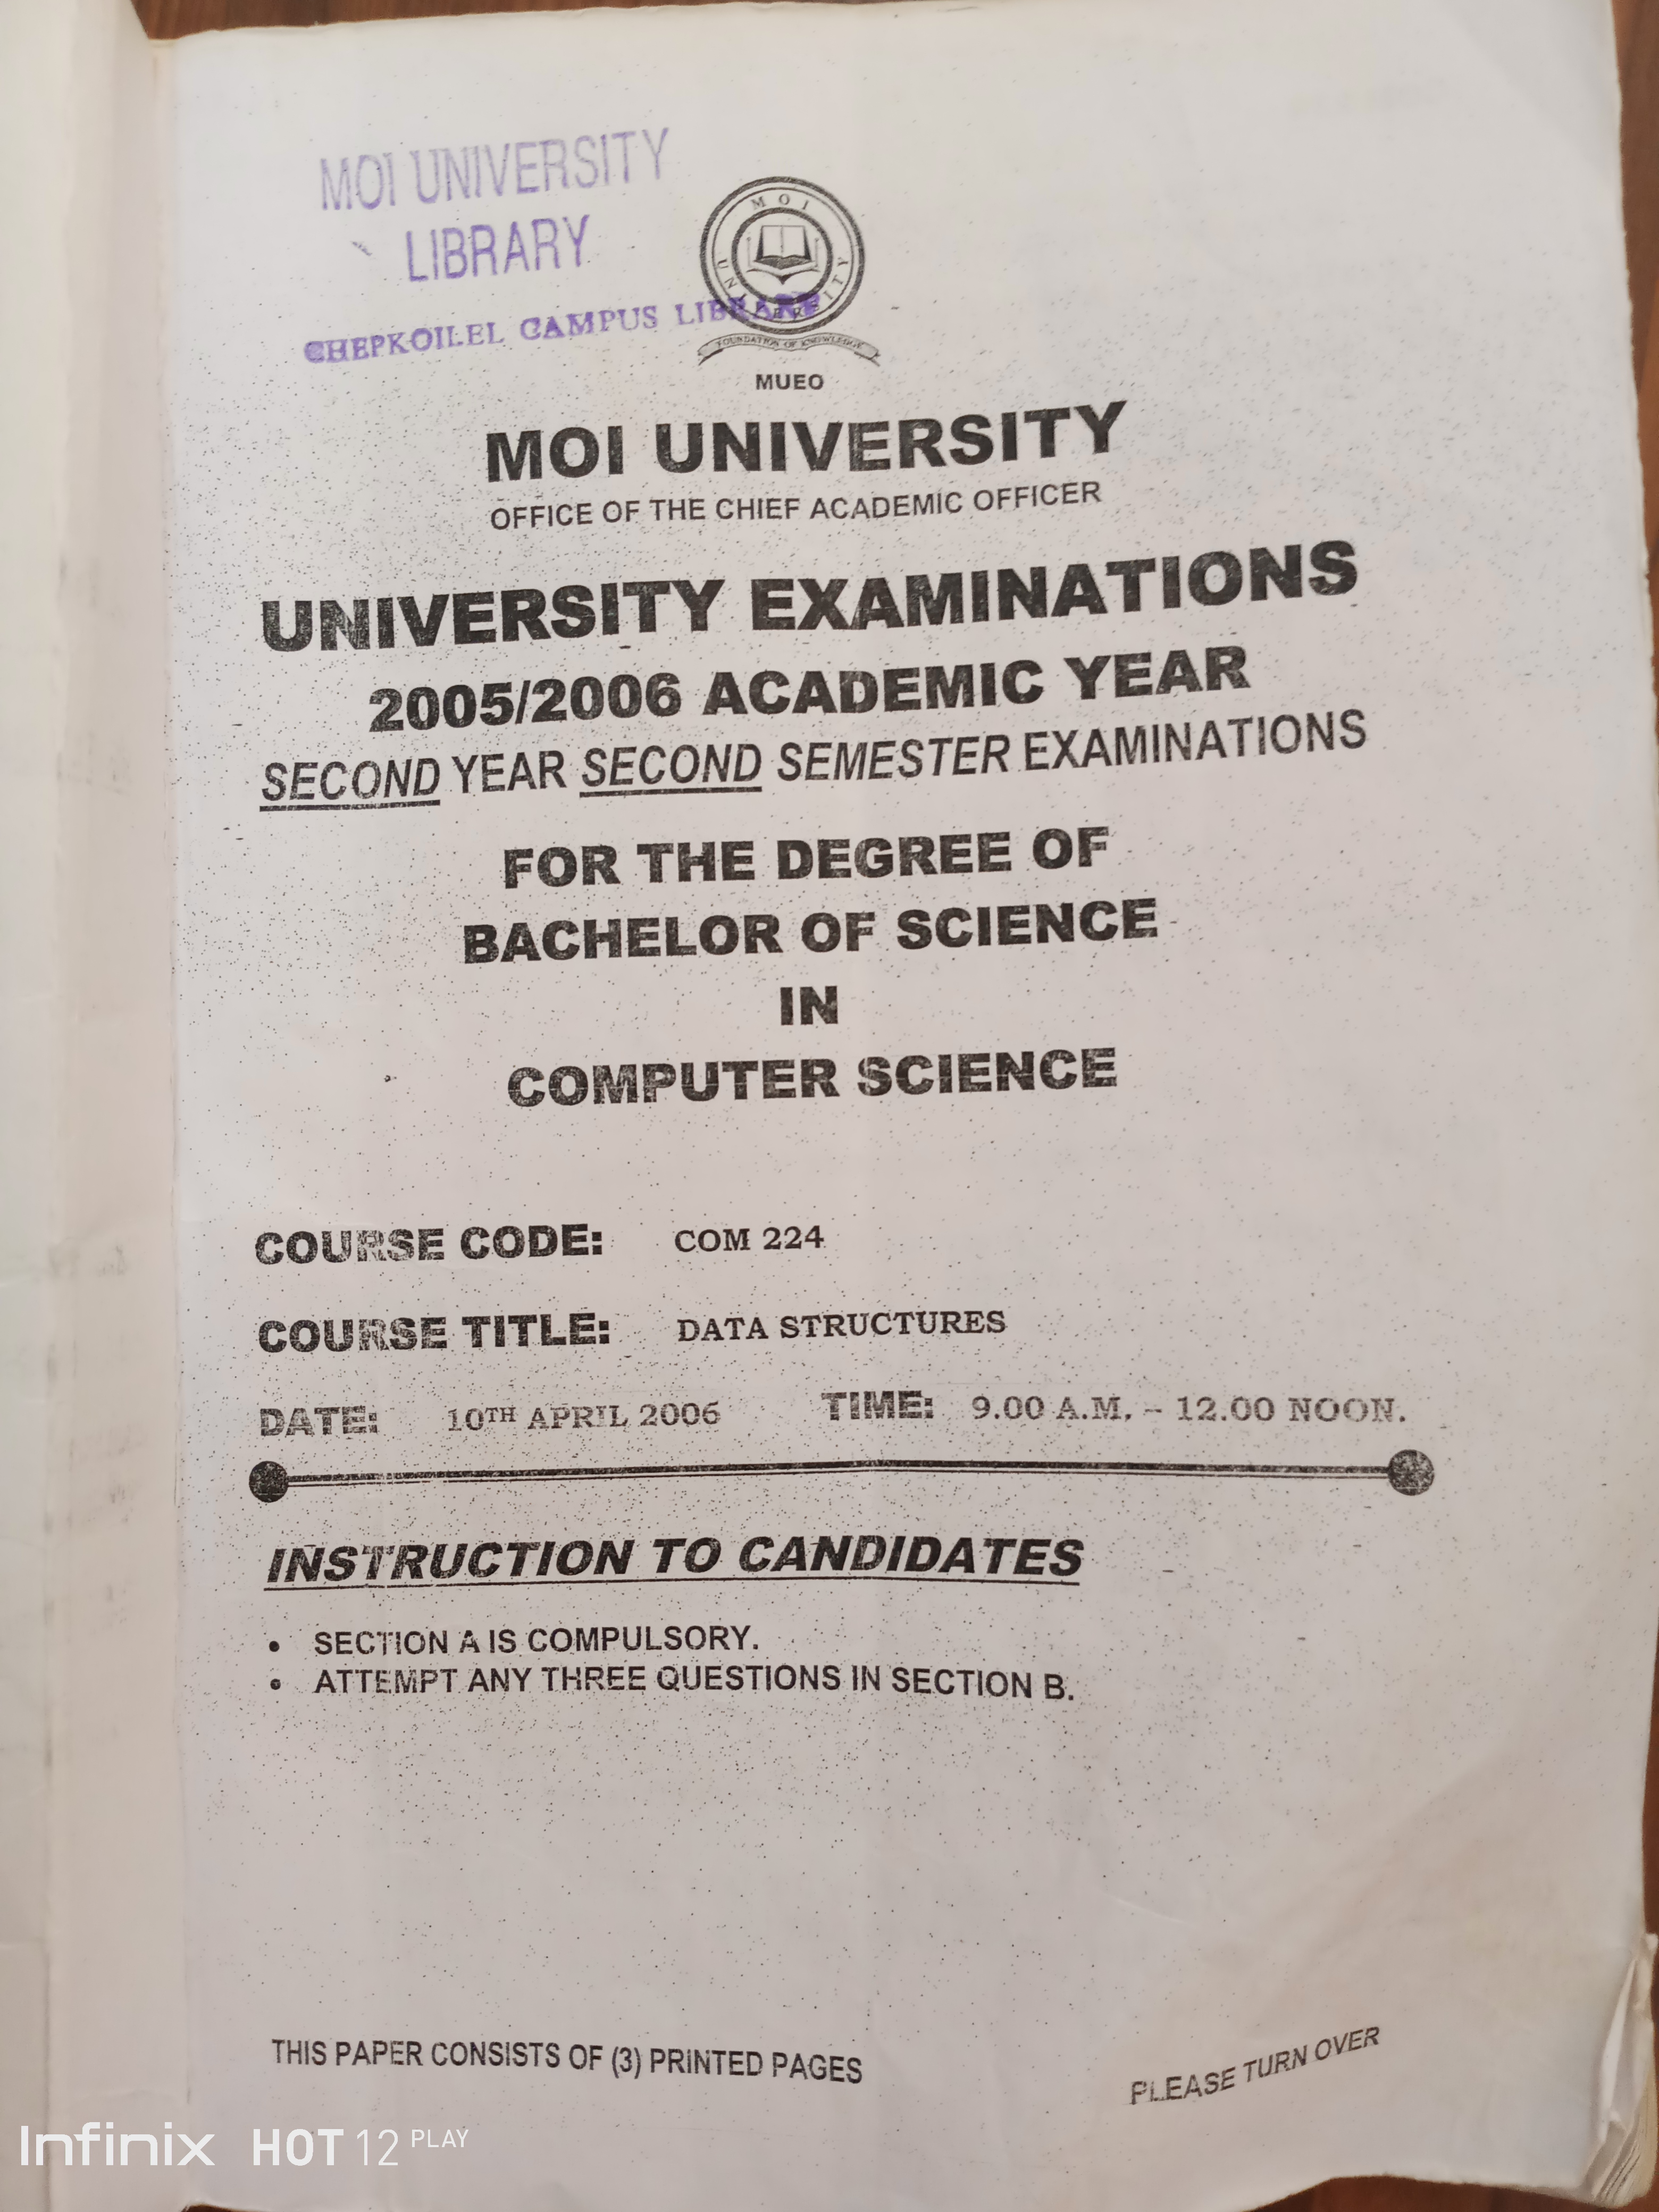 MOI UNIVERSITY
LIBRARY
CHEPKOILEL CAMPUS LIBRARY
MOI UNIVERSITY
FOUNDATION OF KNOWLEDGE
MUEO
MOI UNIVERSITY
OFFICE OF THE CHIEF ACADEMIC OFFICER
UNIVERSITY EXAMINATIONS
2005/2006 ACADEMIC YEAR
SECOND YEAR SECOND SEMESTER EXAMINATIONS
FOR THE DEGREE OF
BACHELOR OF SCIENCE
IN
COMPUTER SCIENCE
COURSE CODE: COM 224
COURSE TITLE: DATA STRUCTURES
DATE: 10TH APRIL 2006 TIME: 9.00 A.M. – 12.00 NOON.
INSTRUCTION TO CANDIDATES
• SECTION A IS COMPULSORY.
• ATTEMPT ANY THREE QUESTIONS IN SECTION B.
THIS PAPER CONSISTS OF (3) PRINTED PAGES
PLEASE TURN OVER
Infinix HOT 12 PLAY